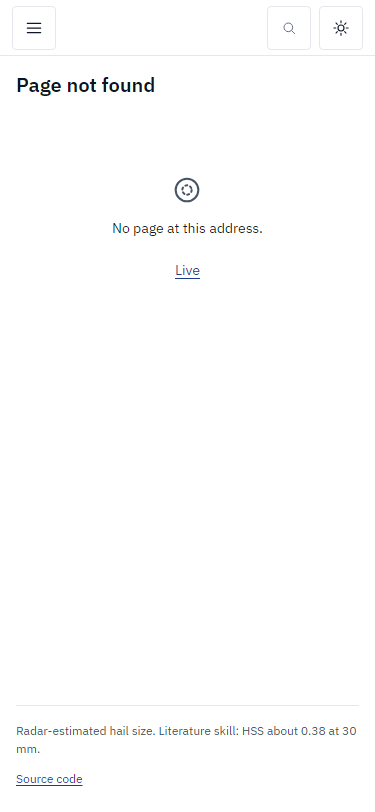 Page not found
No page at this address.
Live
Radar-estimated hail size. Literature skill: HSS about 0.38 at 30
mm.
Source code